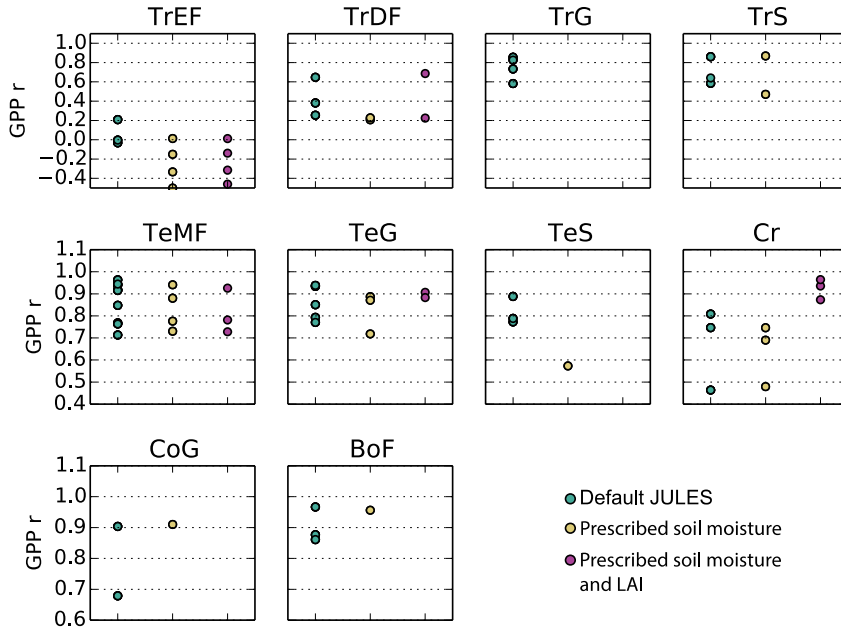 TrEF TrDF TrG TrS
1.0
0.8
0.6
0.4
0.2
0.0
−0.2
−0.4
GPP r
TeMF TeG TeS Cr
1.1
1.0
0.9
0.8
0.7
0.6
0.5
0.4
GPP r
CoG BoF
1.1
1.0
0.9
0.8
0.7
0.6
GPP r
Default JULES
Prescribed soil moisture
Prescribed soil moisture
and LAI